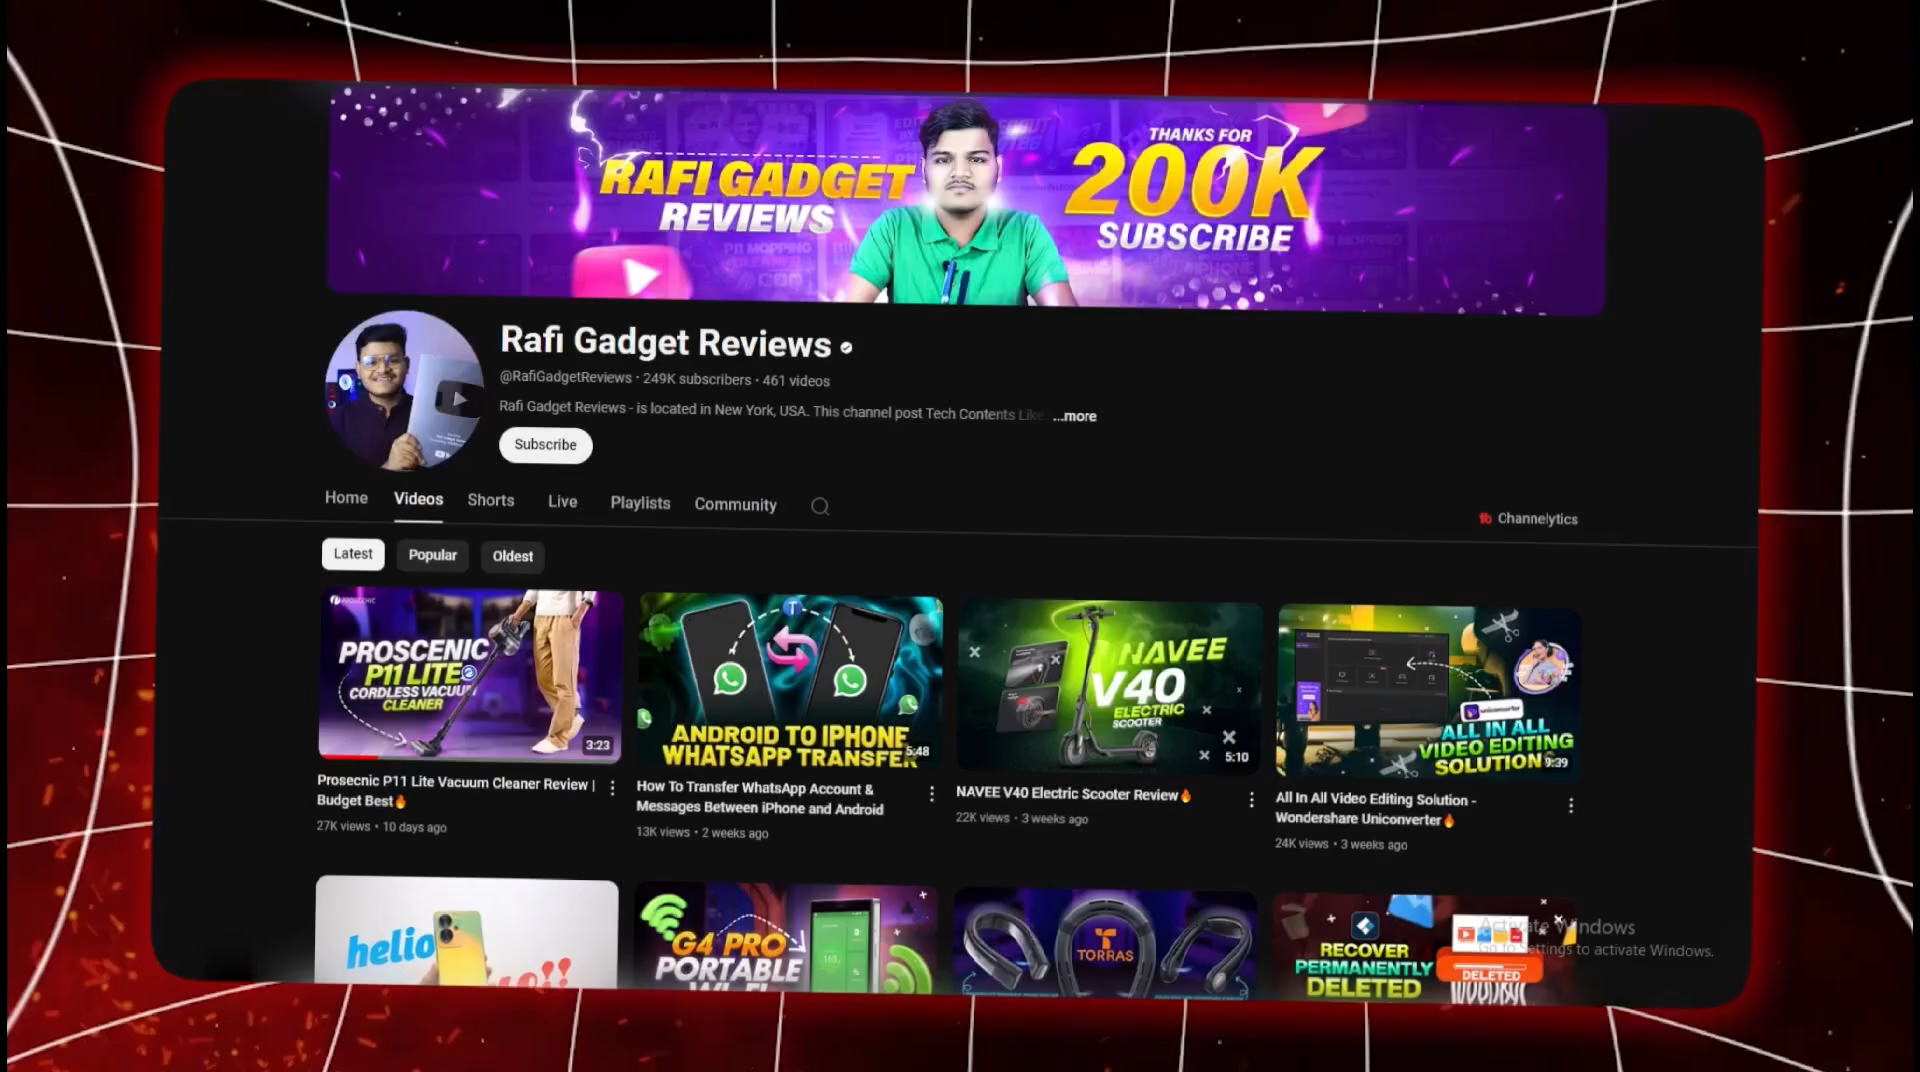 RAFI GADGET
REVIEWS
THANKS FOR
200K
SUBSCRIBE
Rafi Gadget Reviews
@RafiGadgetReviews · 249K subscribers · 461 videos
Rafi Gadget Reviews - is located in New York, USA. This channel post Tech Contents Like ...more
Subscribe
Home Videos Shorts Live Playlists Community
Channelytics
Latest Popular Oldest
PROSCENIC
PROSCENIC
P11 LITE
CORDLESS VACUUM
CLEANER
3:23
T
ANDROID TO IPHONE
WHATSAPP TRANSFER
5:48
NAVEE
V40
ELECTRIC
SCOOTER
5:10
uniconverter
ALL IN ALL
VIDEO EDITING
SOLUTION
9:39
Prosecnic P11 Lite Vacuum Cleaner Review |
Budget Best🔥
27K views · 10 days ago
How To Transfer WhatsApp Account &
Messages Between iPhone and Android
13K views · 2 weeks ago
NAVEE V40 Electric Scooter Review🔥
22K views · 3 weeks ago
All In All Video Editing Solution -
Wondershare Uniconverter🔥
24K views · 3 weeks ago
helio
G4 PRO
PORTABLE
WI-FI
TORRAS
RECOVER
PERMANENTLY
DELETED
DELETED
Activate Windows
Go to Settings to activate Windows.